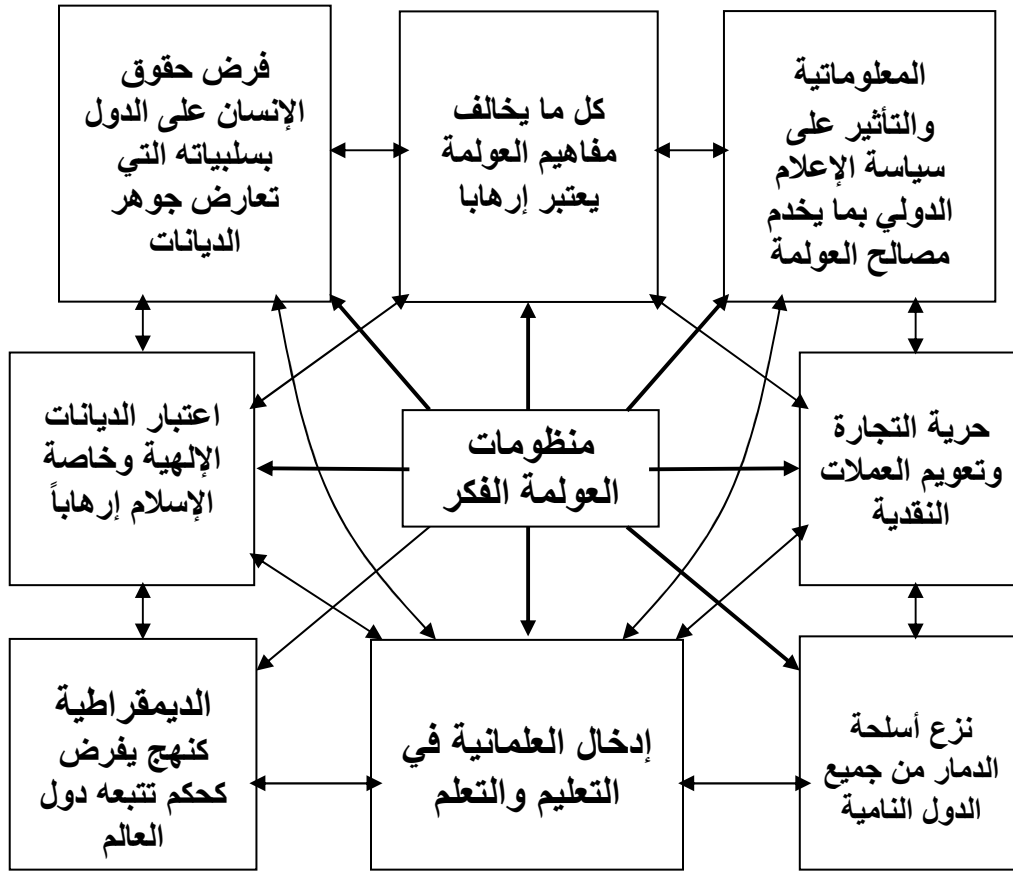 المعلوماتية
والتأثير على
سياسة الإعلام
الدولي بما يخدم
مصالح العولمة
كل ما يخالف
مفاهيم العولمة
يعتبر إرهابا
فرض حقوق
الإنسان على الدول
بسلبياته التي
تعارض جوهر
الديانات
حرية التجارة
وتعويم العملات
النقدية
منظومات
العولمة الفكر
اعتبار الديانات
الإلهية وخاصة
الإسلام إرهاباً
نزع أسلحة
الدمار من جميع
الدول النامية
إدخال العلمانية في
التعليم والتعلم
الديمقراطية
كنهج يفرض
كحكم تتبعه دول
العالم